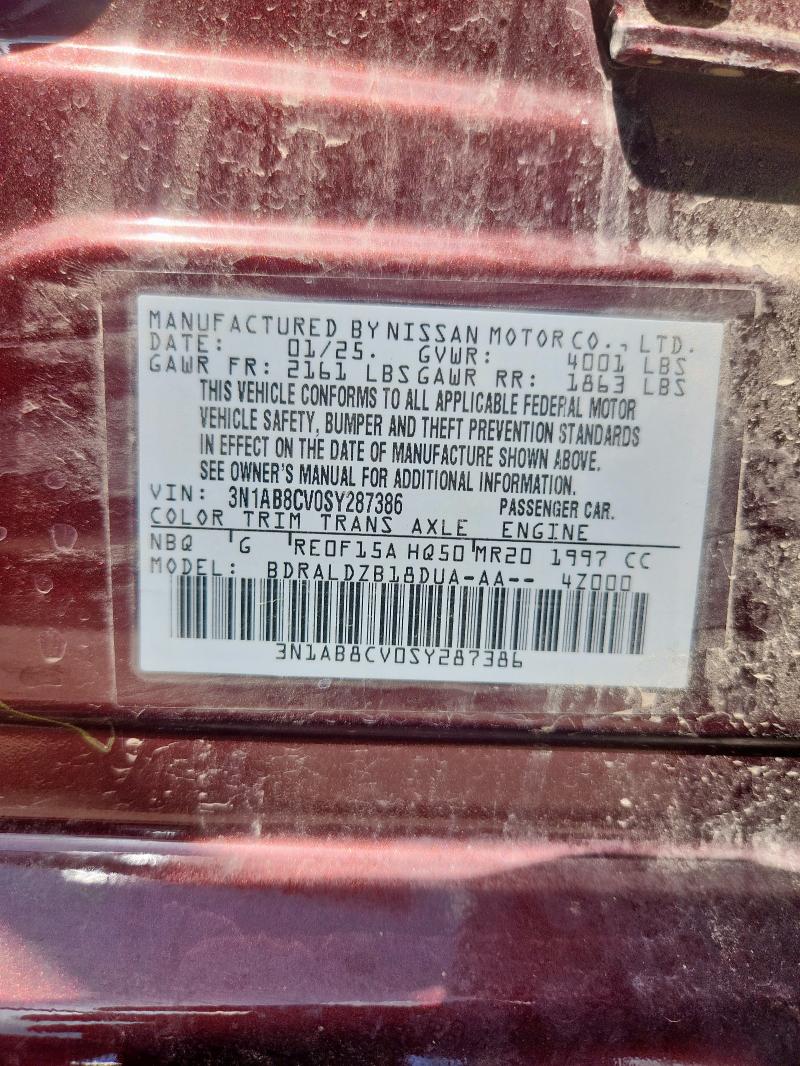 MANUFACTURED BY NISSAN MOTOR CO., LTD.
DATE: 01/25. GVWR: 4001 LBS
GAWR FR: 2161 LBS GAWR RR: 1863 LBS
THIS VEHICLE CONFORMS TO ALL APPLICABLE FEDERAL MOTOR
VEHICLE SAFETY, BUMPER AND THEFT PREVENTION STANDARDS
IN EFFECT ON THE DATE OF MANUFACTURE SHOWN ABOVE.
SEE OWNER'S MANUAL FOR ADDITIONAL INFORMATION.
VIN: 3N1AB8CV0SY287386 PASSENGER CAR.
COLOR TRIM TRANS AXLE ENGINE
NBQ G RE0F15A HQ50 MR20 1997 CC
MODEL: BDRALDZB18DUA-AA-- 4Z000
3N1AB8CV0SY287386